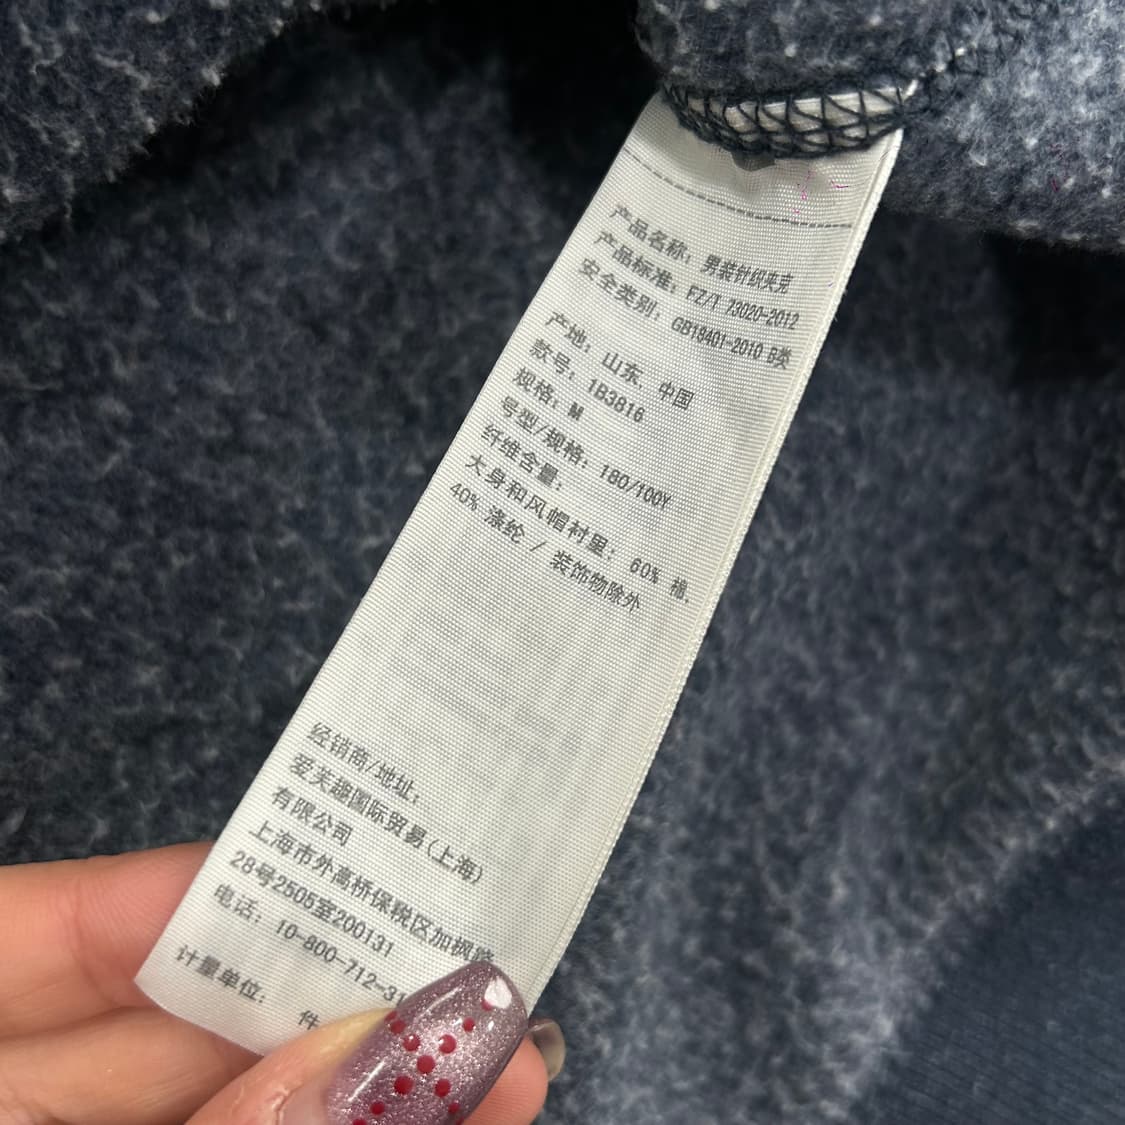 产品名称：男装针织夹克
产品标准：FZ/T 73020-2012
安全类别：GB18401-2010 B类
产地：山东 中国
款号：1B3816
规格：M
号型/规格：180/100Y
纤维含量：
大身和风帽衬里：60% 棉，
40% 涤纶 / 装饰物除外
经销商/地址：
爱芙趣国际贸易(上海)
有限公司
上海市外高桥保税区加枫路
28号2505室200131
电话：10-800-712-31
计量单位：
件